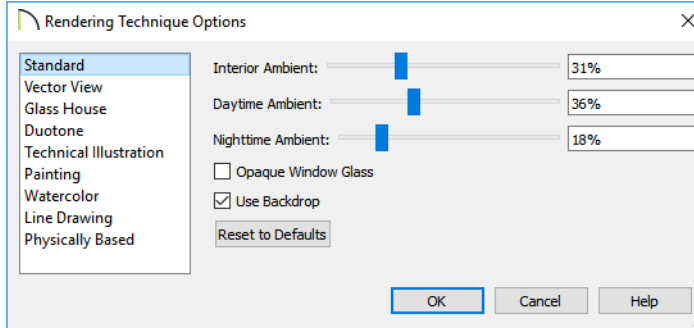 Rendering Technique Options
Standard
Vector View
Glass House
Duotone
Technical Illustration
Painting
Watercolor
Line Drawing
Physically Based
Interior Ambient: 31%
Daytime Ambient: 36%
Nighttime Ambient: 18%
Opaque Window Glass
Use Backdrop
Reset to Defaults
OK Cancel Help